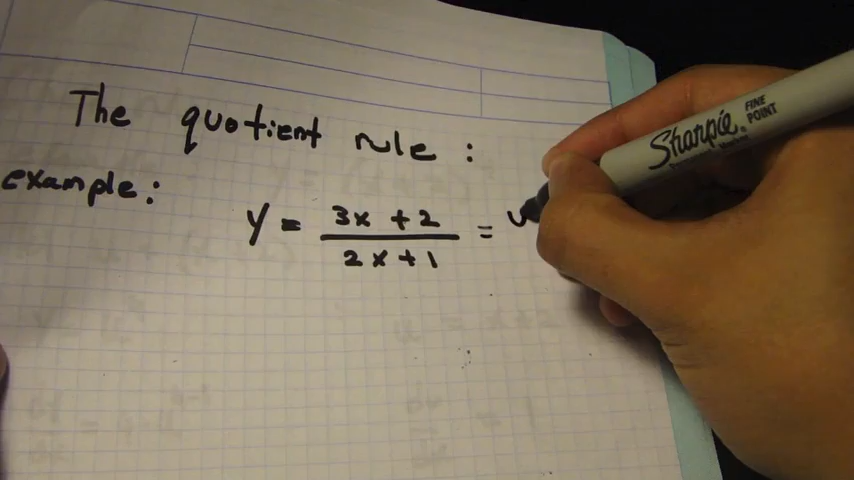 The quotient rule :
example:
y = 3x + 2 / 2x + 1 = u
Sharpie FINE POINT